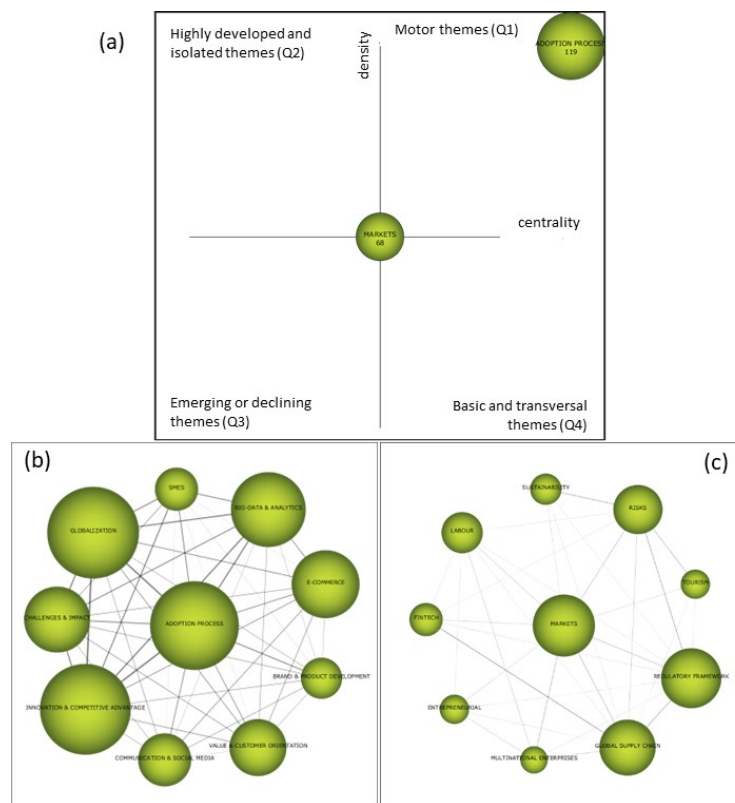 (a)
Highly developed and
isolated themes (Q2)
Motor themes (Q1)
density
ADOPTION PROCESS
119
centrality
MARKETS
68
Emerging or declining
themes (Q3)
Basic and transversal
themes (Q4)
(b)
SMES
BIG-DATA & ANALYTICS
GLOBALIZATION
E-COMMERCE
CHALLENGES & IMPACT
ADOPTION PROCESS
BRAND & PRODUCT DEVELOPMENT
INNOVATION & COMPETITIVE ADVANTAGE
VALUE & CUSTOMER ORIENTATION
COMMUNICATION & SOCIAL MEDIA
(c)
SUSTAINABILITY
RISKS
LABOUR
TOURISM
FINTECH
MARKETS
REGULATORY FRAMEWORK
ENTREPRENEURIAL
GLOBAL SUPPLY CHAIN
MULTINATIONAL ENTERPRISES